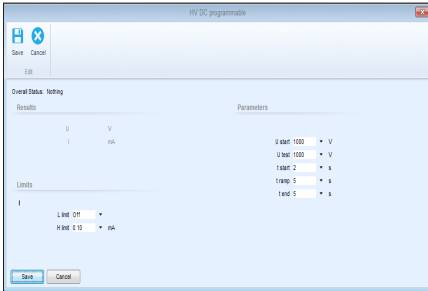 HV DC programmable
Save Cancel
Edit
Overall Status: Nothing
Results
U V
I mA
Limits
I
L limit Off
H limit 0.10 mA
Parameters
U start 1000 V
U test 1000 V
t start 2 s
t ramp 5 s
t end 5 s
Save Cancel